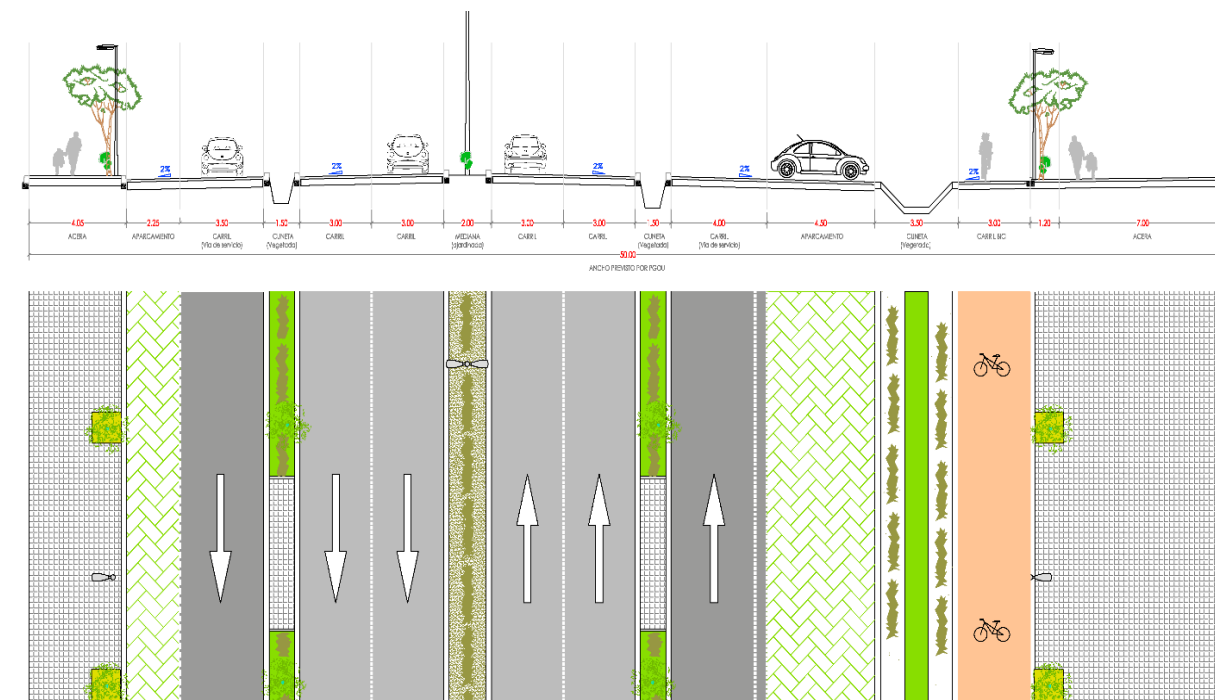 2%
2%
2%
2%
2%
4.05
2.25
3.50
1.50
3.00
3.00
2.00
3.00
3.00
1.50
4.00
4.50
3.50
3.00
1.20
7.00
ACERA
APARCAMIENTO
CARRIL
(Vía de servicio)
CUNETA
(Vegetada)
CARRIL
CARRIL
MEDIANA
(ajardinada)
CARRIL
CARRIL
CUNETA
(Vegetada)
CARRIL
(Vía de servicio)
APARCAMIENTO
CUNETA
(Vegetada)
CARRIL BICI
ACERA
50.00
ANCHO PREVISTO POR PGOU